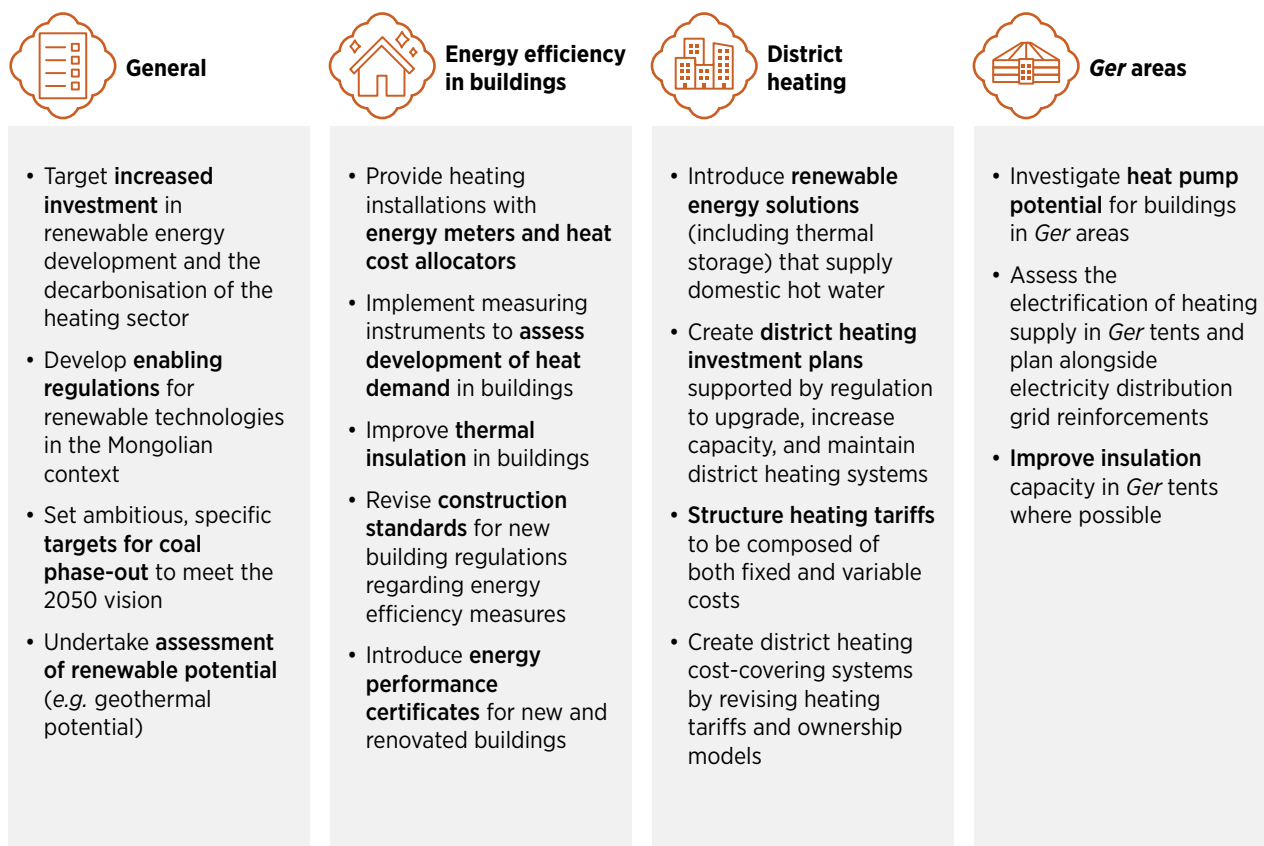 General
• Target increased
investment in
renewable energy
development and the
decarbonisation of the
heating sector
• Develop enabling
regulations for
renewable technologies
in the Mongolian
context
• Set ambitious, specific
targets for coal
phase-out to meet the
2050 vision
• Undertake assessment
of renewable potential
(e.g. geothermal
potential)
Energy efficiency
in buildings
• Provide heating
installations with
energy meters and heat
cost allocators
• Implement measuring
instruments to assess
development of heat
demand in buildings
• Improve thermal
insulation in buildings
• Revise construction
standards for new
building regulations
regarding energy
efficiency measures
• Introduce energy
performance
certificates for new and
renovated buildings
District
heating
• Introduce renewable
energy solutions
(including thermal
storage) that supply
domestic hot water
• Create district heating
investment plans
supported by regulation
to upgrade, increase
capacity, and maintain
district heating systems
• Structure heating tariffs
to be composed of
both fixed and variable
costs
• Create district heating
cost-covering systems
by revising heating
tariffs and ownership
models
Ger areas
• Investigate heat pump
potential for buildings
in Ger areas
• Assess the
electrification of heating
supply in Ger tents and
plan alongside
electricity distribution
grid reinforcements
• Improve insulation
capacity in Ger tents
where possible